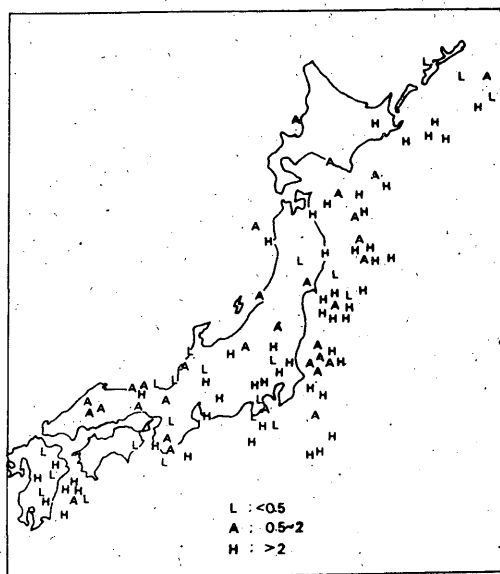 L
L A
L
H
A H H
H H H
A
A H
A H
H
H A H
A
H A
H H H
L A H H
L
A
A H H L H
A H
H H H
A
A H A H
H A
L H A A H
A L H A
L L H H H
A A H
H H
A A H L
A A A A
H A
L H L
A H H
L H A
L H H H
H L
H L
H
L H H
H A L
H
L : <0.5
A : 0.5~2
H : >2